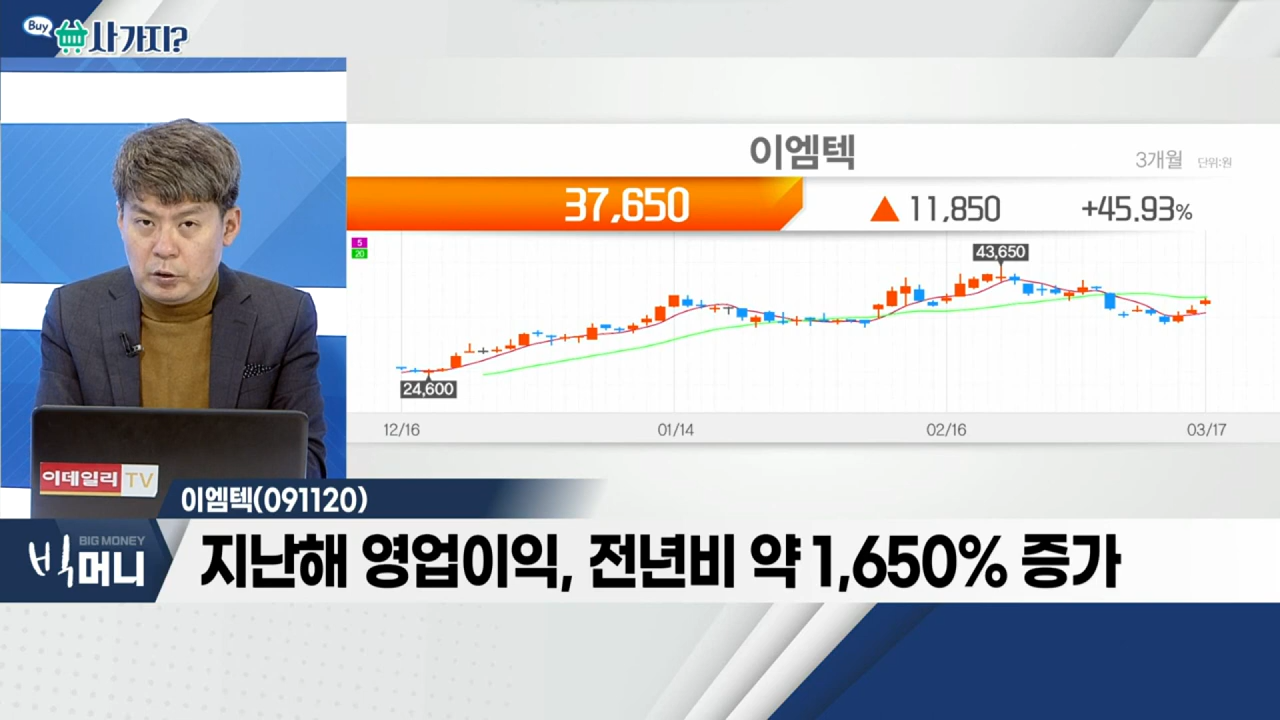 Buy
사가지?
이엠텍
3개월 단위:원
37,650 ▲ 11,850 +45.93%
5
20
43,650
24,600
12/16 01/14 02/16 03/17
이데일리 TV
이엠텍(091120)
BIG MONEY
빅머니
지난해 영업이익, 전년비 약 1,650% 증가